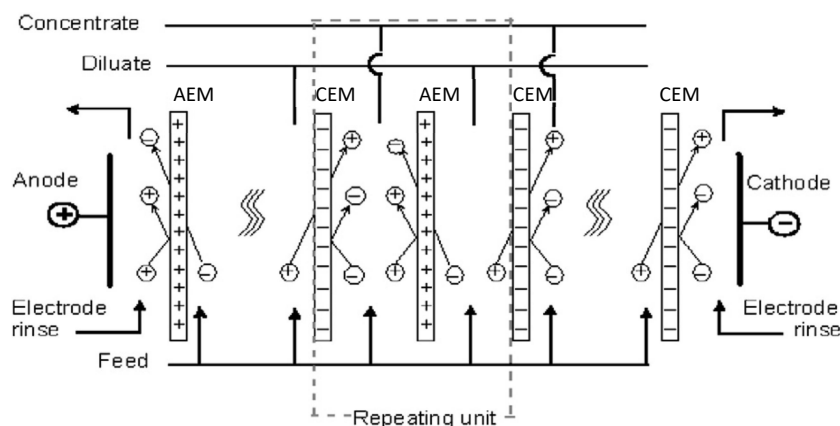 Concentrate
Diluate
AEM CEM AEM CEM CEM
Anode
Cathode
Electrode
rinse
Electrode
rinse
Feed
Repeating unit